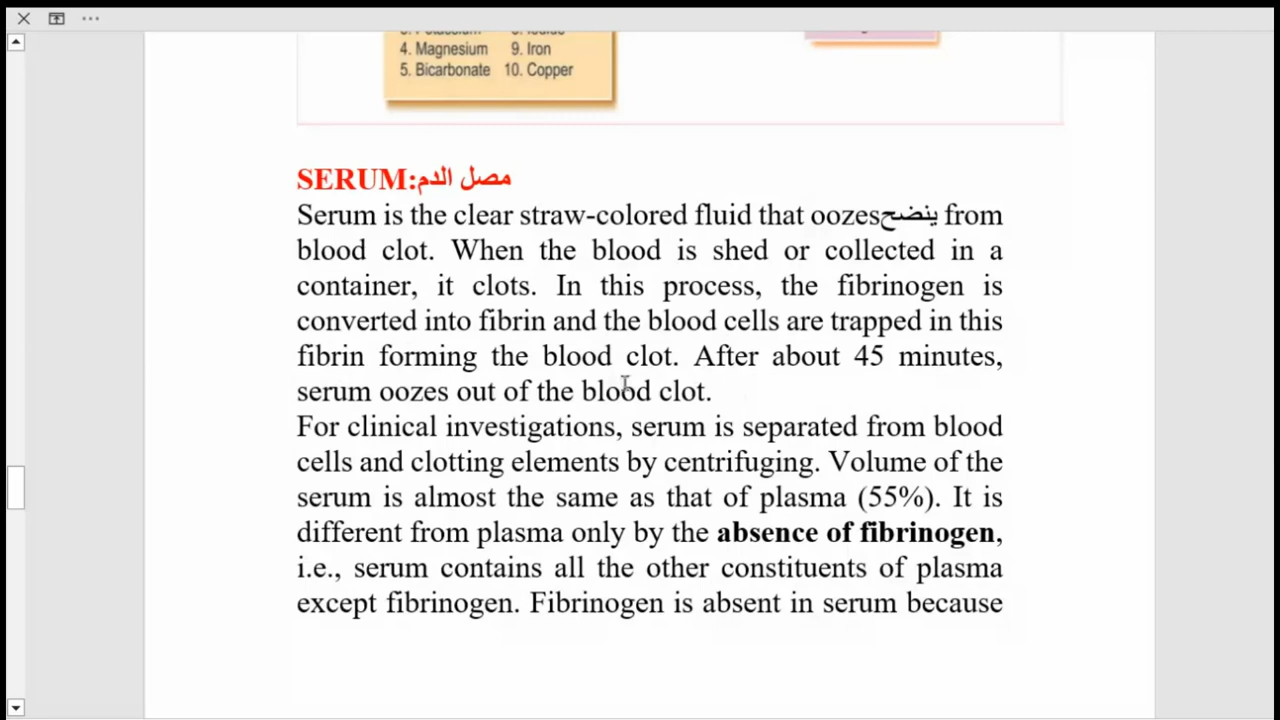 4. Magnesium 9. Iron
5. Bicarbonate 10. Copper
SERUM:مصل الدم
Serum is the clear straw-colored fluid that oozesينضح from
blood clot. When the blood is shed or collected in a
container, it clots. In this process, the fibrinogen is
converted into fibrin and the blood cells are trapped in this
fibrin forming the blood clot. After about 45 minutes,
serum oozes out of the blood clot.
For clinical investigations, serum is separated from blood
cells and clotting elements by centrifuging. Volume of the
serum is almost the same as that of plasma (55%). It is
different from plasma only by the absence of fibrinogen,
i.e., serum contains all the other constituents of plasma
except fibrinogen. Fibrinogen is absent in serum because